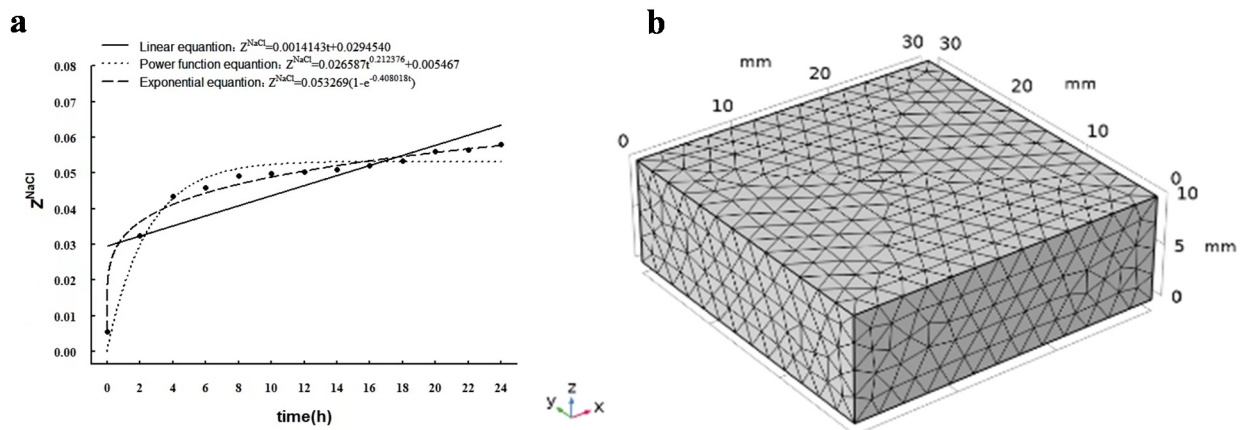 a
Linear equantion: Z^NaCl=0.0014143t+0.0294540
Power function equantion: Z^NaCl=0.026587t^0.212376+0.005467
Exponential equantion: Z^NaCl=0.053269(1-e^-0.408018t)
0.08
0.07
0.06
0.05
0.04
0.03
0.02
0.01
0.00
Z^NaCl
0 2 4 6 8 10 12 14 16 18 20 22 24
time(h)
b
30 30
mm
20
20
mm
10
10
0
0
10
5 mm
0
z
y
x